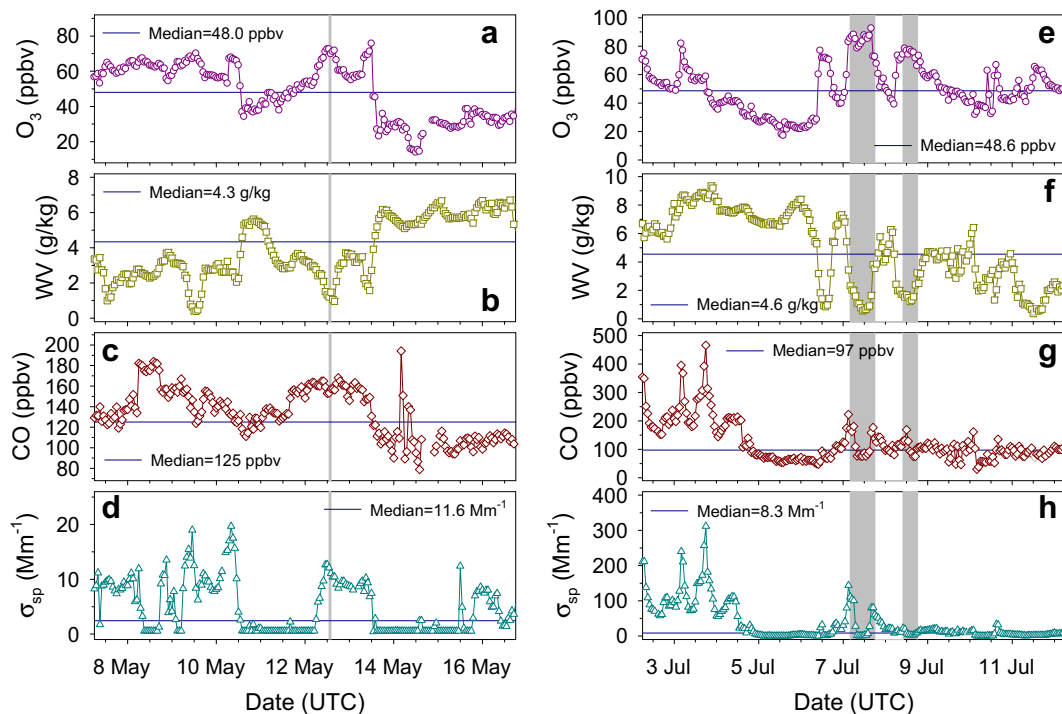 a
Median=48.0 ppbv
O3 (ppbv)
80
60
40
20
0
b
Median=4.3 g/kg
WV (g/kg)
8
6
4
2
0
c
Median=125 ppbv
CO (ppbv)
200
180
160
140
120
100
80
d
Median=11.6 Mm-1
σsp (Mm-1)
20
10
0
8 May 10 May 12 May 14 May 16 May
Date (UTC)
e
Median=48.6 ppbv
O3 (ppbv)
100
80
60
40
20
0
f
Median=4.6 g/kg
WV (g/kg)
10
8
6
4
2
0
g
Median=97 ppbv
CO (ppbv)
500
400
300
200
100
0
h
Median=8.3 Mm-1
σsp (Mm-1)
400
300
200
100
0
3 Jul 5 Jul 7 Jul 9 Jul 11 Jul
Date (UTC)